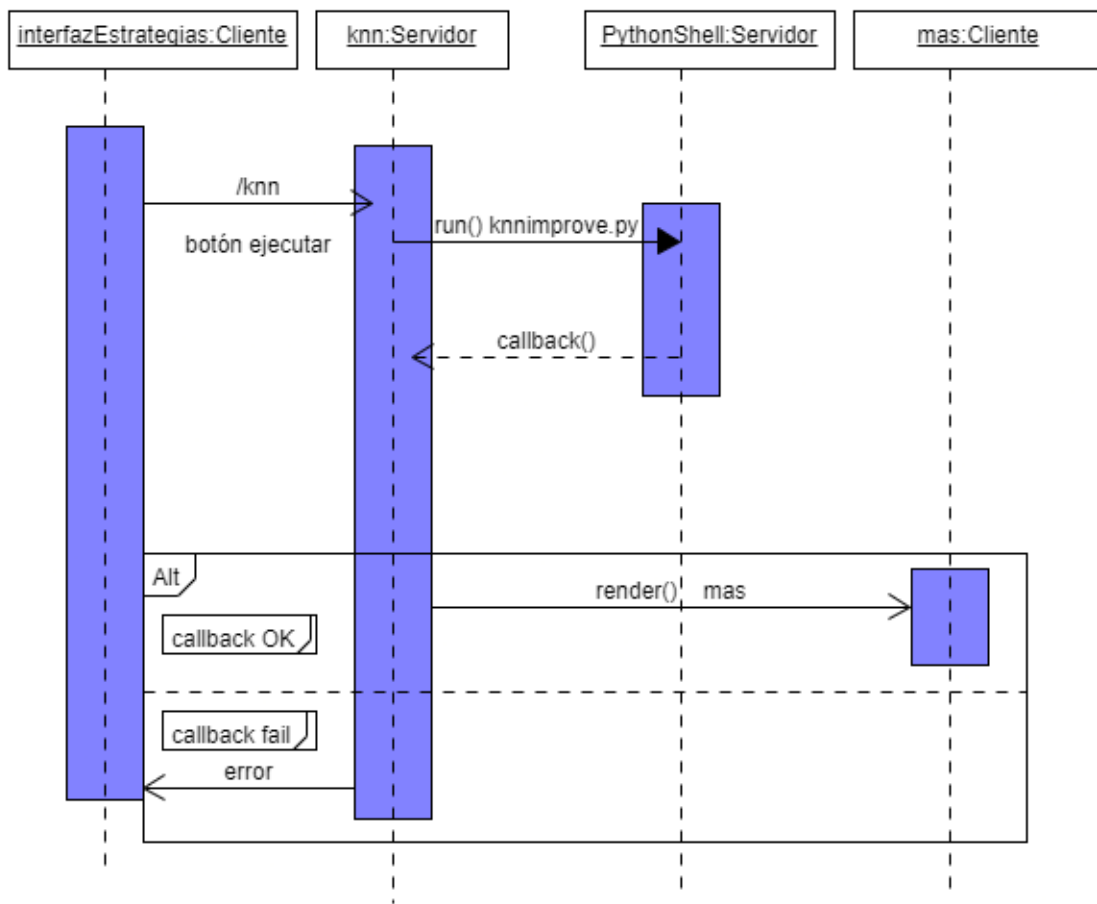 interfazEstrategias:Cliente
knn:Servidor
PythonShell:Servidor
mas:Cliente
/knn
botón ejecutar
run() knnimprove.py
callback()
Alt
render() mas
callback OK
callback fail
error